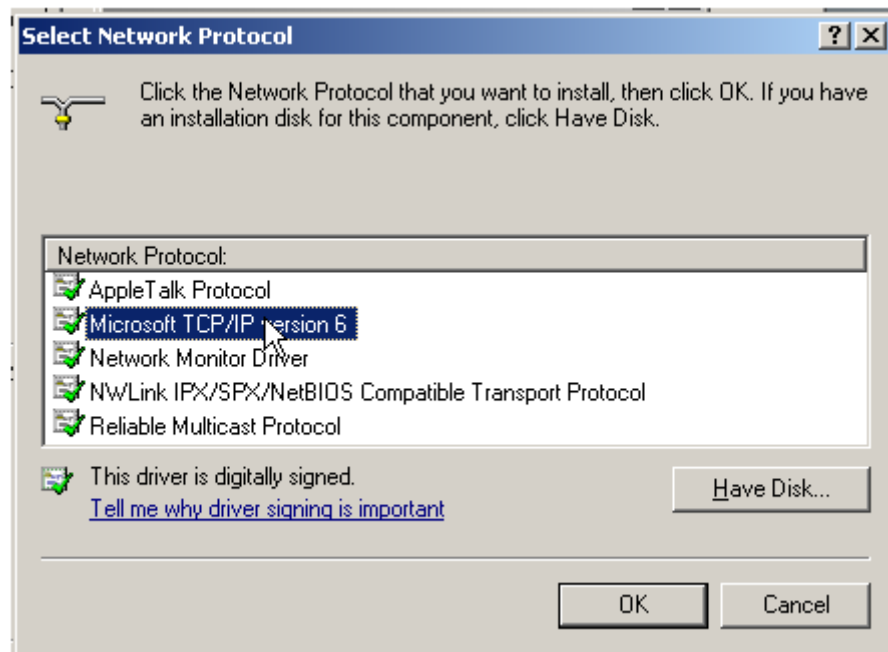 Select Network Protocol
Click the Network Protocol that you want to install, then click OK. If you have
an installation disk for this component, click Have Disk.
Network Protocol:
AppleTalk Protocol
Microsoft TCP/IP version 6
Network Monitor Driver
NWLink IPX/SPX/NetBIOS Compatible Transport Protocol
Reliable Multicast Protocol
This driver is digitally signed.
Have Disk...
Tell me why driver signing is important
OK Cancel